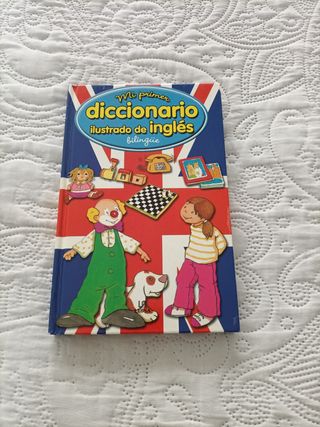 Mi primer
diccionario
ilustrado de inglés
bilingüe